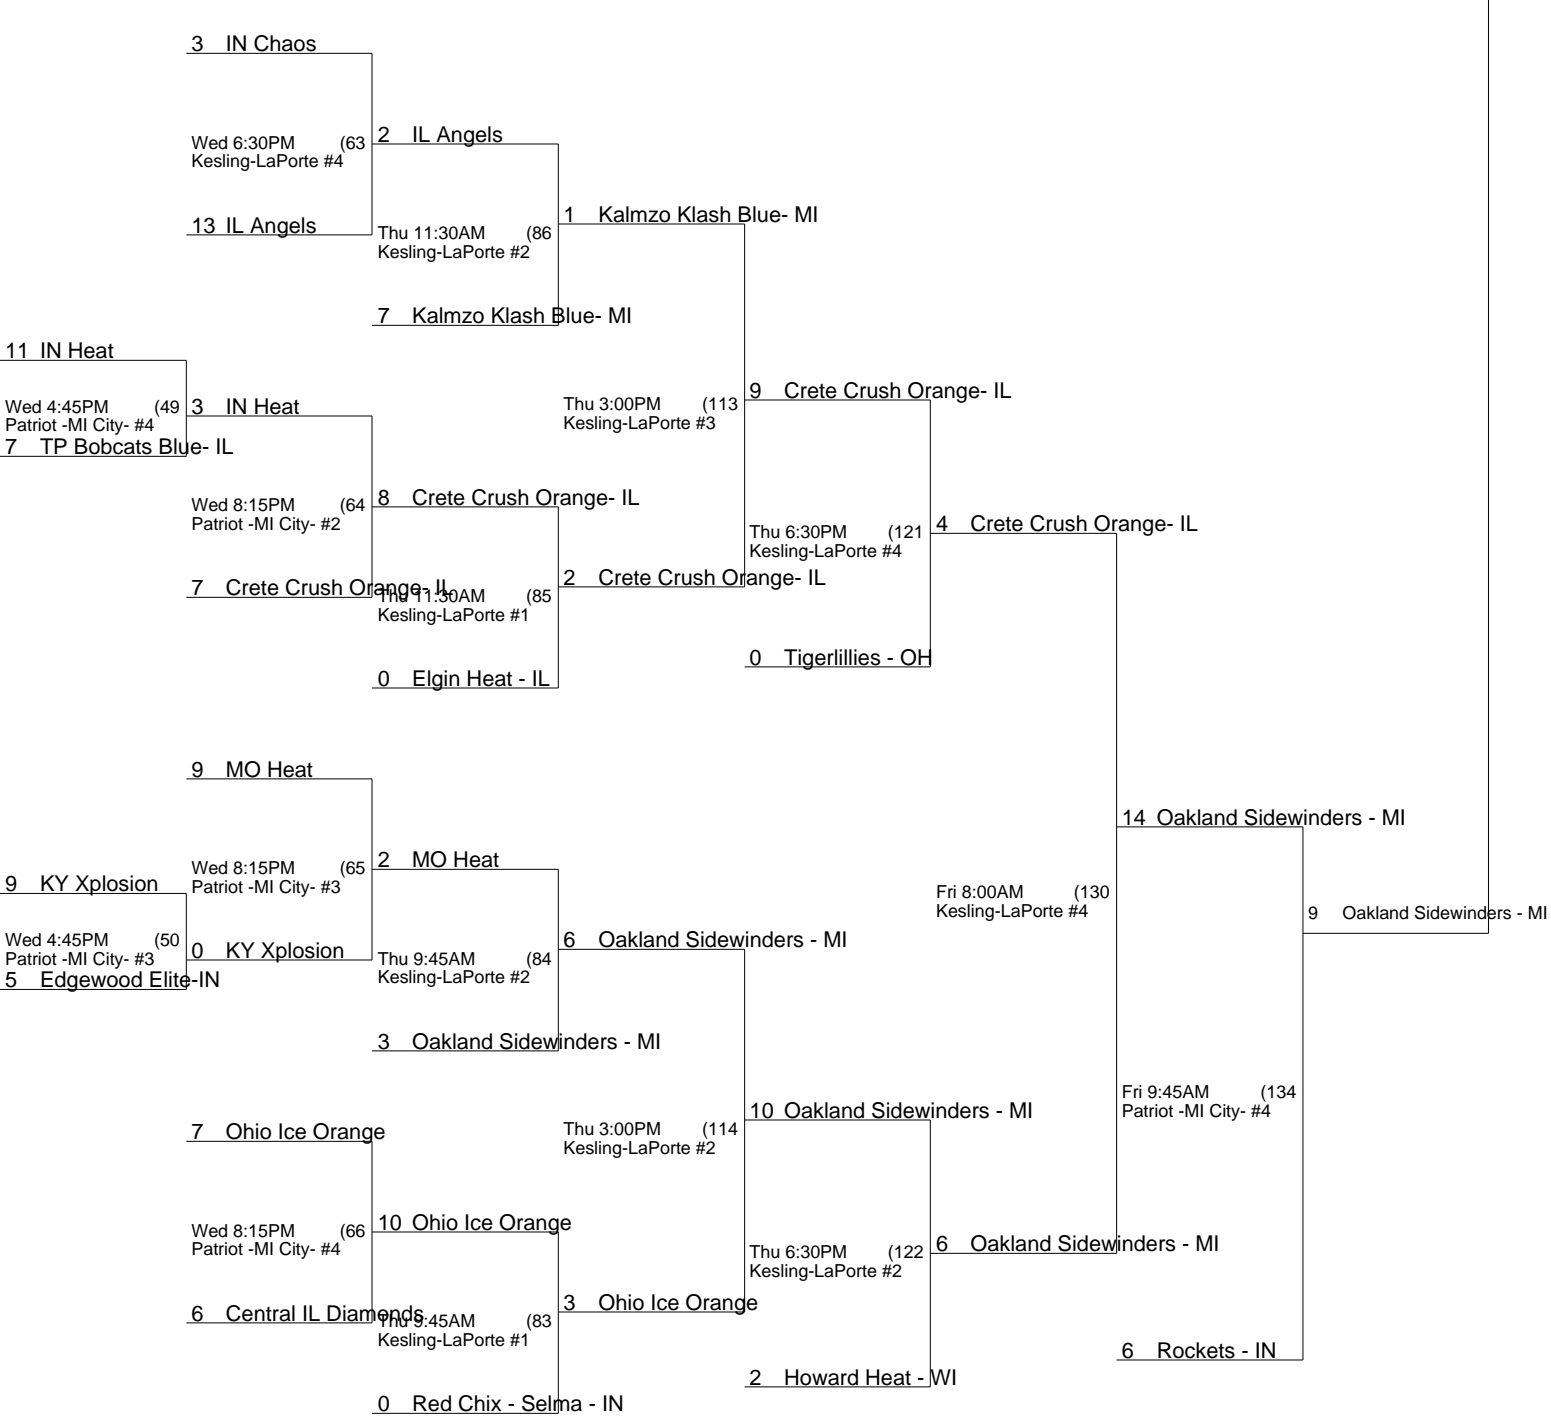 3 IN Chaos
Wed 6:30PM (63
Kesling-LaPorte #4
2 IL Angels
13 IL Angels
Thu 11:30AM (86
Kesling-LaPorte #2
1 Kalmzo Klash Blue- MI
7 Kalmzo Klash Blue- MI
11 IN Heat
Wed 4:45PM (49
Patriot -MI City- #4
3 IN Heat
7 TP Bobcats Blue- IL
Thu 3:00PM (113
Kesling-LaPorte #3
9 Crete Crush Orange- IL
Wed 8:15PM (64
Patriot -MI City- #2
8 Crete Crush Orange- IL
Thu 6:30PM (121
Kesling-LaPorte #4
4 Crete Crush Orange- IL
7 Crete Crush Orange- IL
Thu 11:30AM (85
Kesling-LaPorte #1
2 Crete Crush Orange- IL
0 Tigerlillies - OH
0 Elgin Heat - IL
9 MO Heat
14 Oakland Sidewinders - MI
Wed 8:15PM (65
Patriot -MI City- #3
2 MO Heat
9 KY Xplosion
Fri 8:00AM (130
Kesling-LaPorte #4
9 Oakland Sidewinders - MI
Wed 4:45PM (50
Patriot -MI City- #3
0 KY Xplosion
5 Edgewood Elite-IN
Thu 9:45AM (84
Kesling-LaPorte #2
6 Oakland Sidewinders - MI
3 Oakland Sidewinders - MI
Fri 9:45AM (134
Patriot -MI City- #4
7 Ohio Ice Orange
Thu 3:00PM (114
Kesling-LaPorte #2
10 Oakland Sidewinders - MI
Wed 8:15PM (66
Patriot -MI City- #4
10 Ohio Ice Orange
Thu 6:30PM (122
Kesling-LaPorte #2
6 Oakland Sidewinders - MI
6 Central IL Diamonds
Thu 9:45AM (83
Kesling-LaPorte #1
3 Ohio Ice Orange
6 Rockets - IN
2 Howard Heat - WI
0 Red Chix - Selma - IN